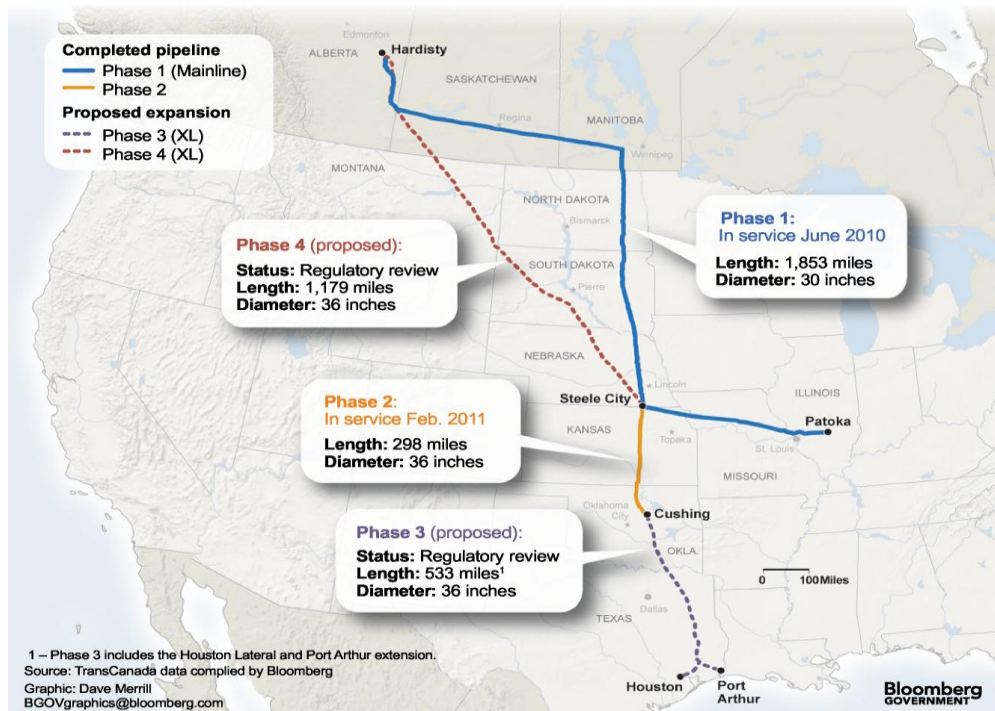 Completed pipeline
Phase 1 (Mainline)
Phase 2
Proposed expansion
Phase 3 (XL)
Phase 4 (XL)
Edmonton
ALBERTA
Hardisty
SASKATCHEWAN
Regina
MANITOBA
Winnipeg
MONTANA
NORTH DAKOTA
Bismarck
Phase 1:
In service June 2010
Length: 1,853 miles
Diameter: 30 inches
Phase 4 (proposed):
Status: Regulatory review
Length: 1,179 miles
Diameter: 36 inches
SOUTH DAKOTA
Pierre
NEBRASKA
Lincoln
Steele City
ILLINOIS
Patoka
Phase 2:
In service Feb. 2011
Length: 298 miles
Diameter: 36 inches
KANSAS
Topeka
St. Louis
MISSOURI
Oklahoma
City
Cushing
OKLA.
Phase 3 (proposed):
Status: Regulatory review
Length: 533 miles¹
Diameter: 36 inches
0 100 Miles
Dallas
TEXAS
Houston
Port
Arthur
1 – Phase 3 includes the Houston Lateral and Port Arthur extension.
Source: TransCanada data complied by Bloomberg
Graphic: Dave Merrill
BGOVgraphics@bloomberg.com
Bloomberg
GOVERNMENT